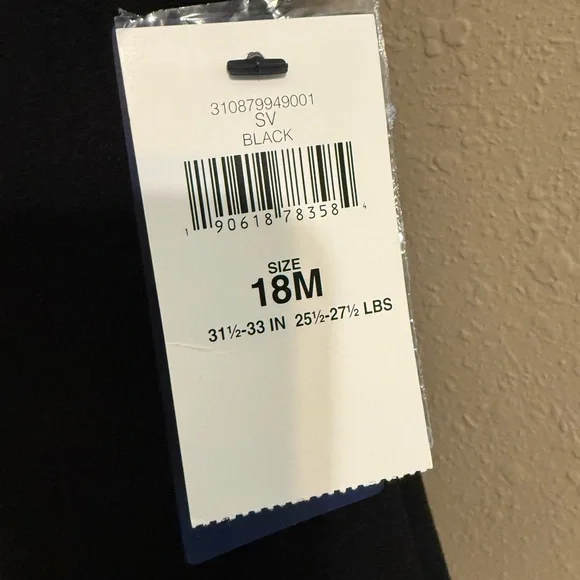 310879949001
SV
BLACK
1 90618 78358 4
SIZE
18M
31½-33 IN 25½-27½ LBS